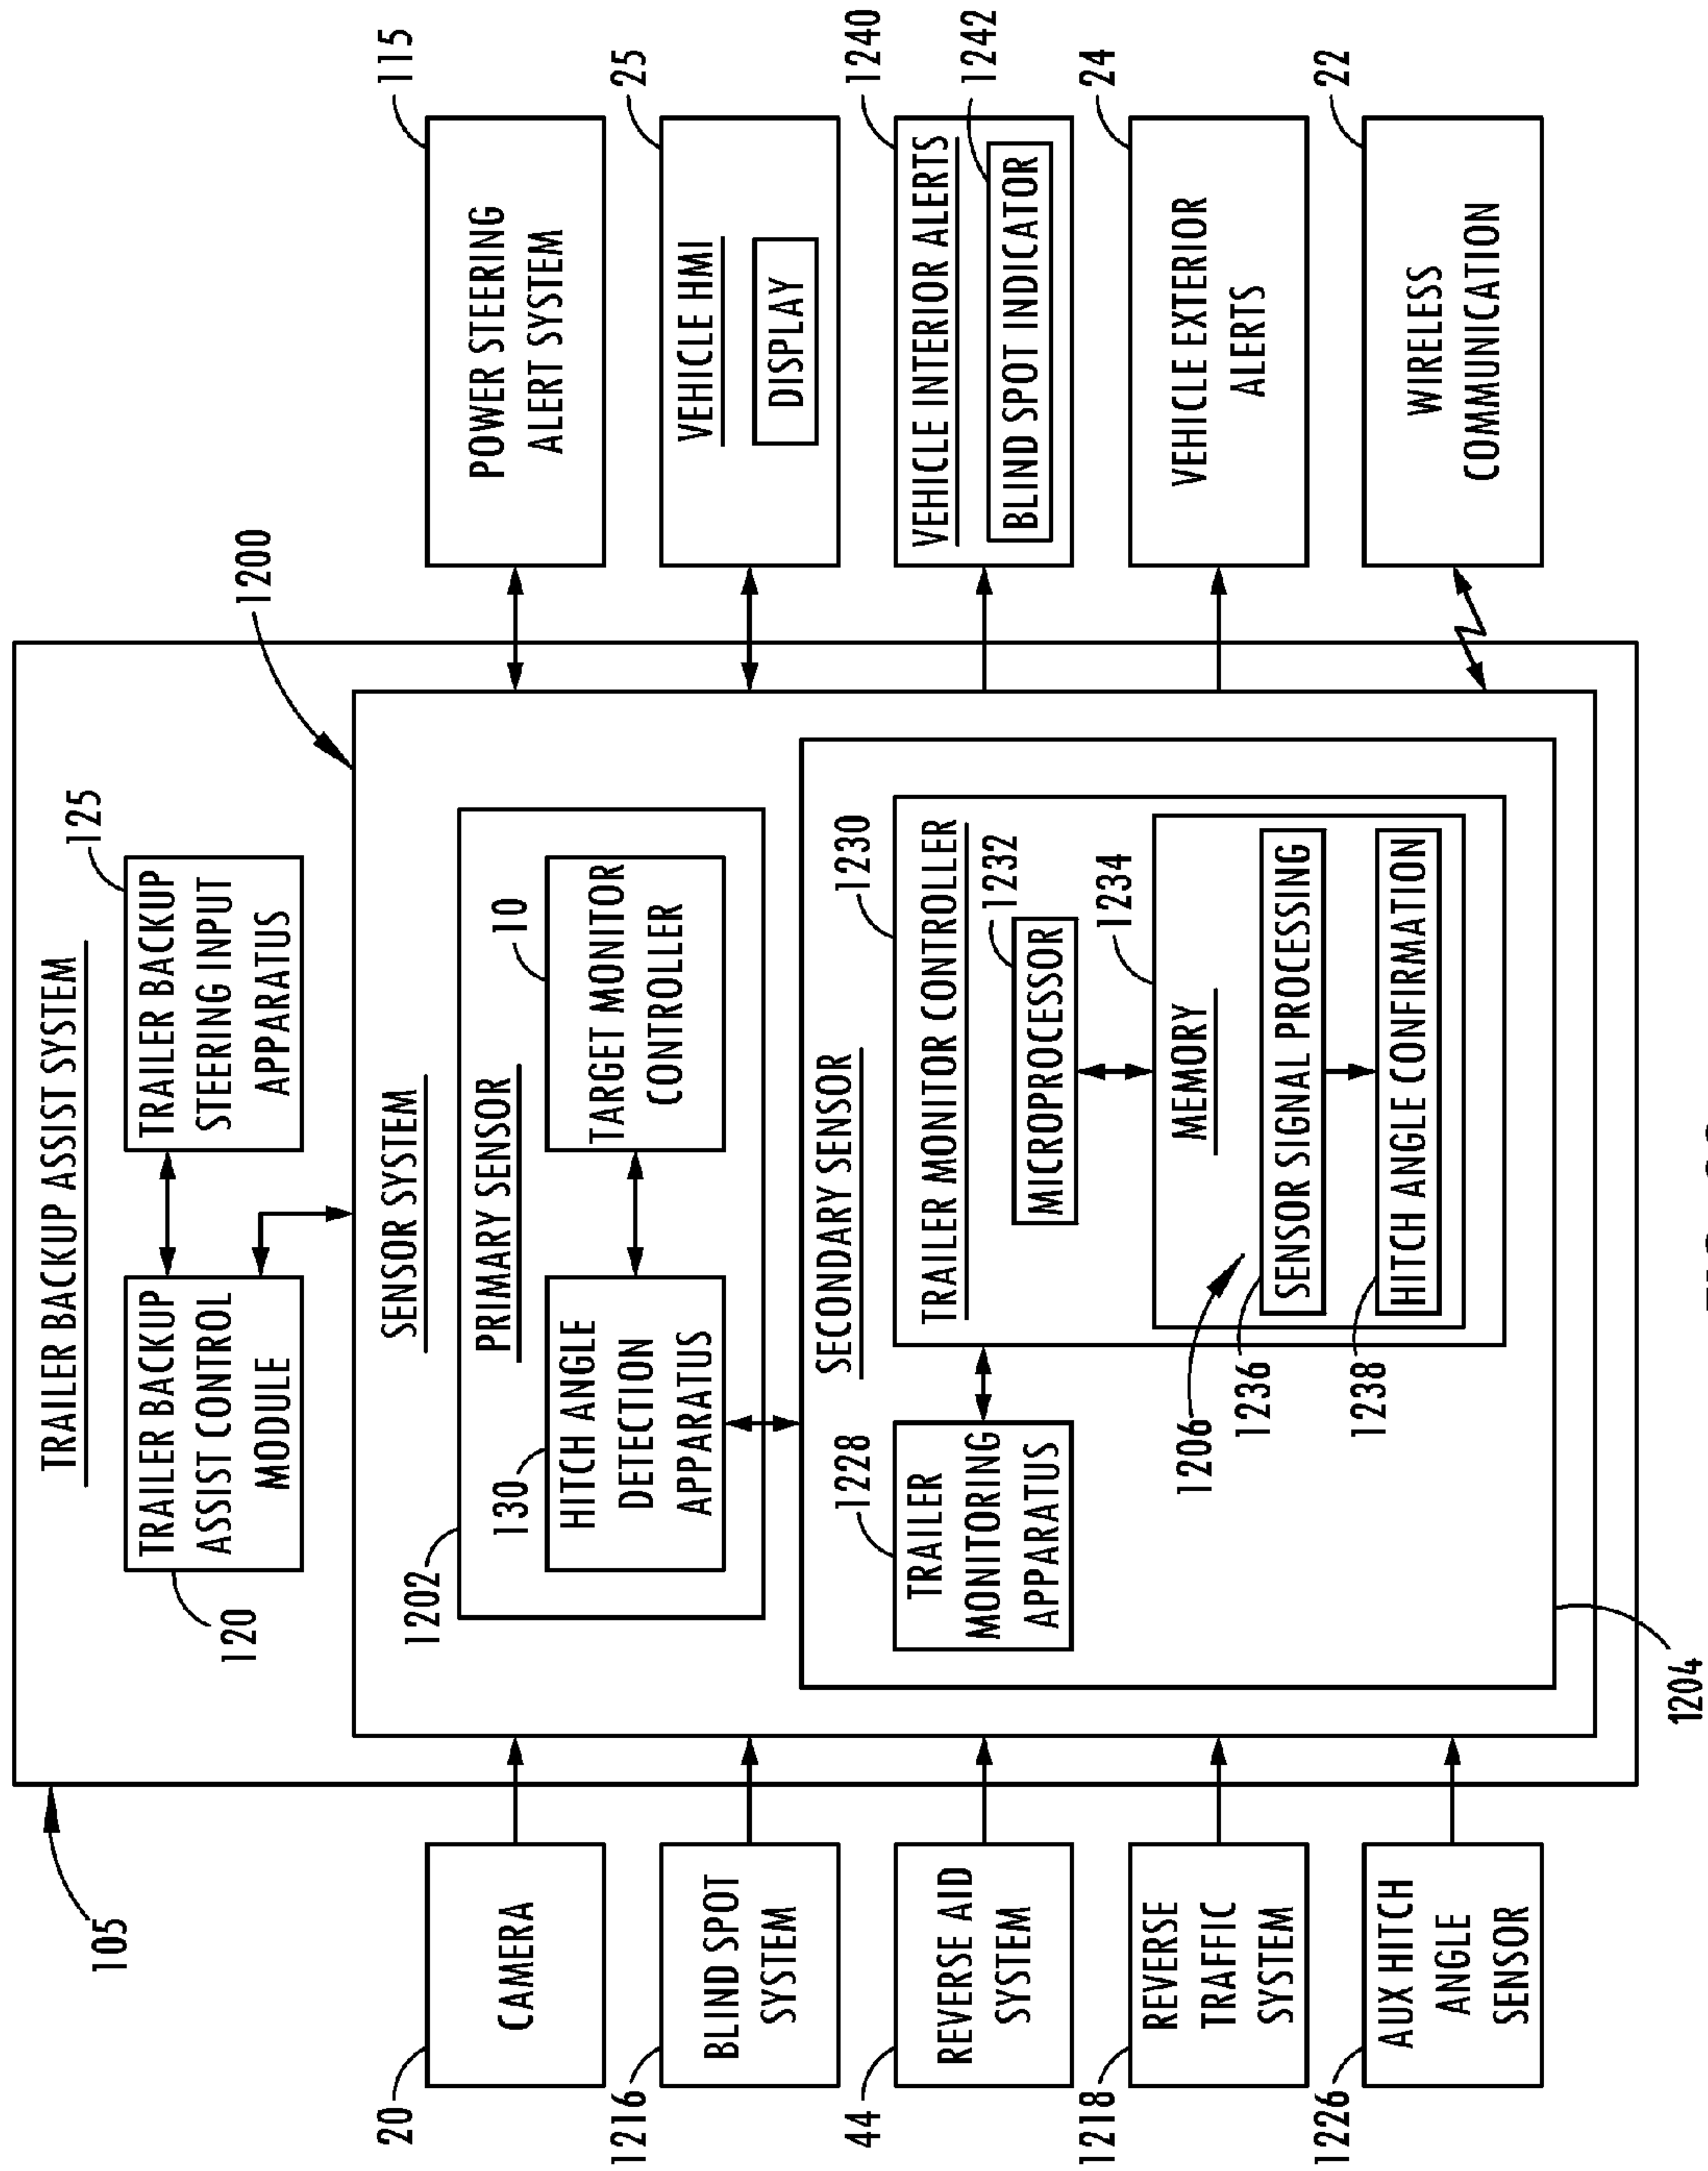 105
TRAILER BACKUP ASSIST SYSTEM
120
TRAILER BACKUP
ASSIST CONTROL
MODULE
125
TRAILER BACKUP
STEERING INPUT
APPARATUS
1200
SENSOR SYSTEM
1202
PRIMARY SENSOR
130
HITCH ANGLE
DETECTION
APPARATUS
10
TARGET MONITOR
CONTROLLER
SECONDARY SENSOR
1228
TRAILER
MONITORING
APPARATUS
TRAILER MONITOR CONTROLLER
1230
MICROPROCESSOR
1232
MEMORY
1234
1206
1236
SENSOR SIGNAL PROCESSING
1238
HITCH ANGLE CONFIRMATION
1204
20
CAMERA
1216
BLIND SPOT
SYSTEM
44
REVERSE AID
SYSTEM
1218
REVERSE
TRAFFIC
SYSTEM
1226
AUX HITCH
ANGLE
SENSOR
115
POWER STEERING
ALERT SYSTEM
25
VEHICLE HMI
DISPLAY
1240
VEHICLE INTERIOR ALERTS
1242
BLIND SPOT INDICATOR
24
VEHICLE EXTERIOR
ALERTS
22
WIRELESS
COMMUNICATION